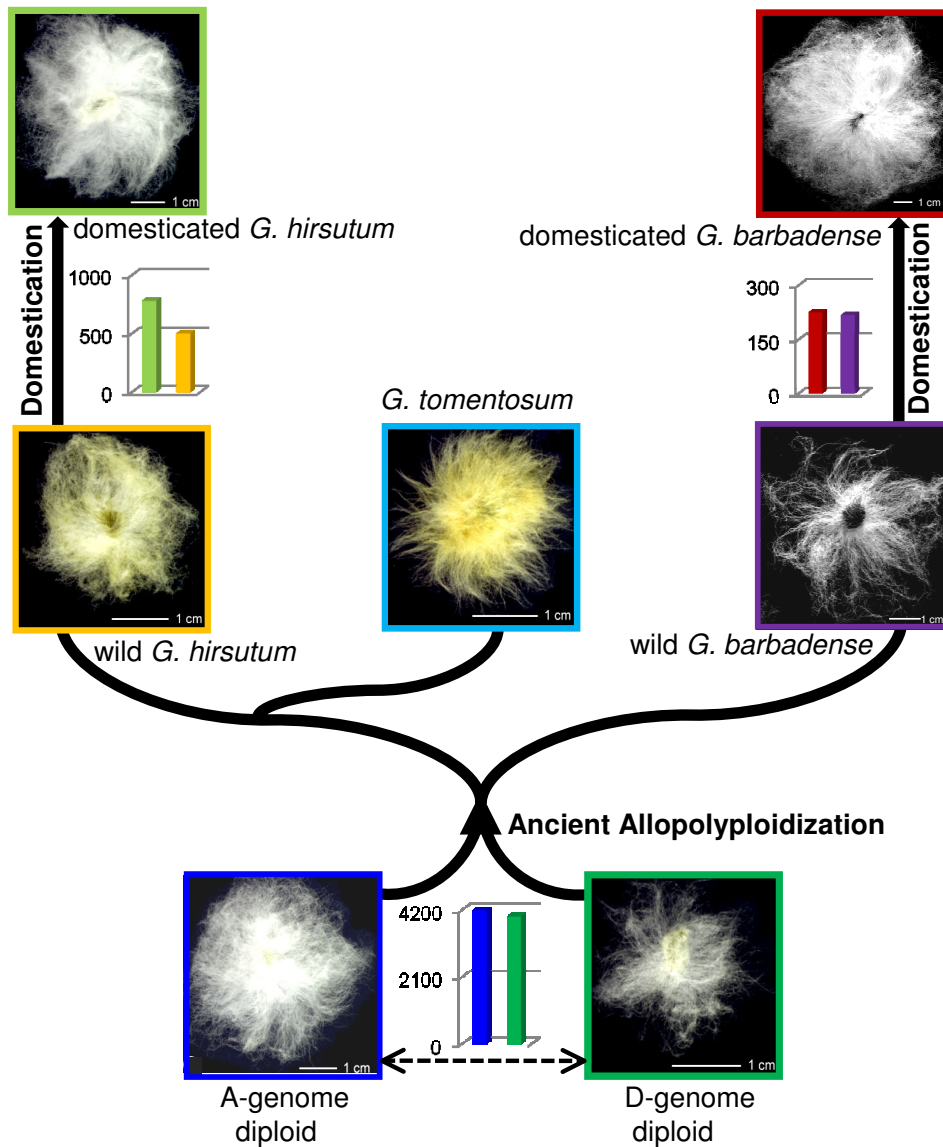 1 cm
1 cm
domesticated G. hirsutum
domesticated G. barbadense
Domestication
1000
500
0
300
150
0
Domestication
G. tomentosum
1 cm
1 cm
1 cm
wild G. hirsutum
wild G. barbadense
Ancient Allopolyploidization
4200
2100
0
1 cm
1 cm
A-genome
diploid
D-genome
diploid